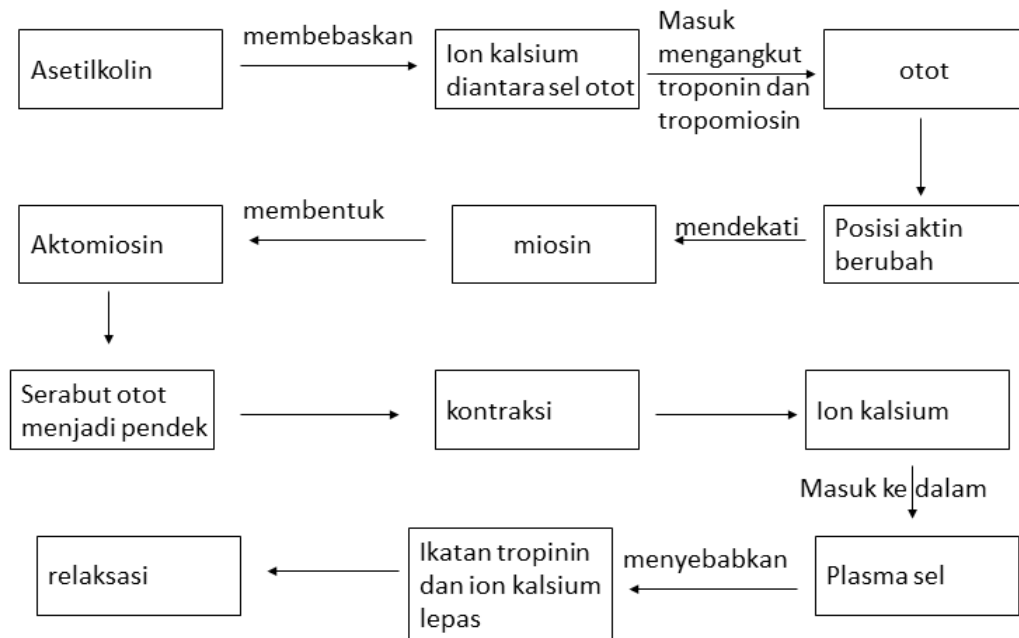 Asetilkolin
membebaskan
Ion kalsium
diantara sel otot
Masuk
mengangkut
troponin dan
tropomiosin
otot
Posisi aktin
berubah
mendekati
miosin
membentuk
Aktomiosin
Serabut otot
menjadi pendek
kontraksi
Ion kalsium
Masuk ke dalam
Plasma sel
menyebabkan
Ikatan tropinin
dan ion kalsium
lepas
relaksasi